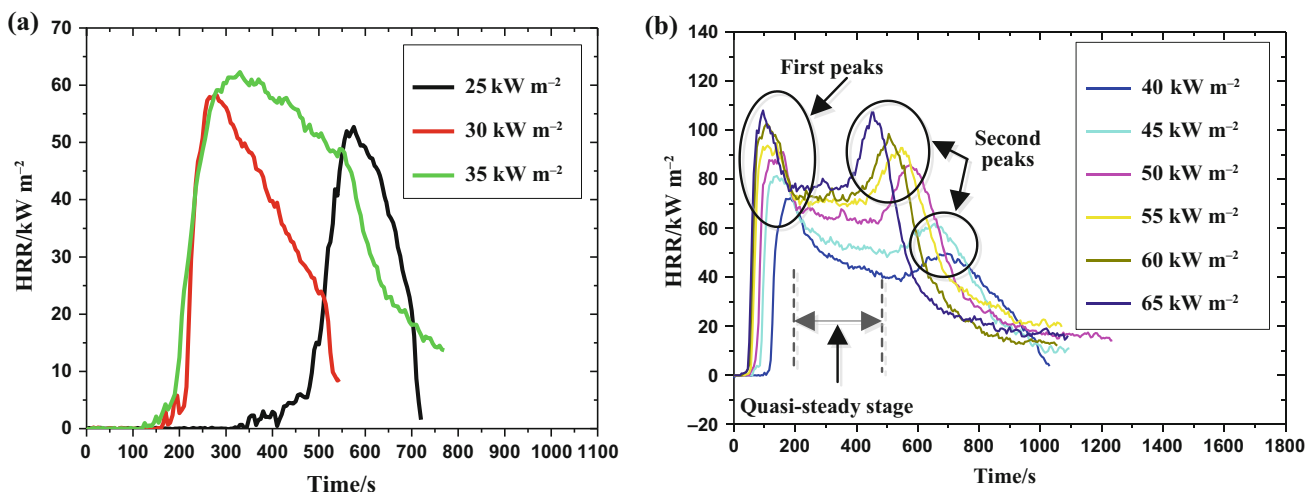 (a)
70
60
50
40
30
20
10
0
HRR/kW m⁻²
0 100 200 300 400 500 600 700 800 900 1000 1100
Time/s
25 kW m⁻²
30 kW m⁻²
35 kW m⁻²
(b)
140
120
100
80
60
40
20
0
−20
HRR/kW m⁻²
0 200 400 600 800 1000 1200 1400 1600 1800
Time/s
First peaks
Second
peaks
Quasi-steady stage
40 kW m⁻²
45 kW m⁻²
50 kW m⁻²
55 kW m⁻²
60 kW m⁻²
65 kW m⁻²